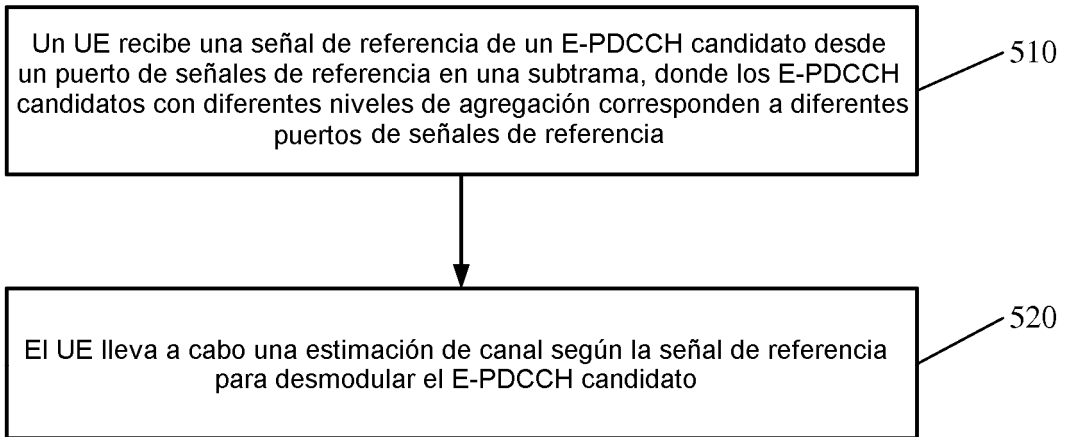 Un UE recibe una señal de referencia de un E-PDCCH candidato desde
un puerto de señales de referencia en una subtrama, donde los E-PDCCH
candidatos con diferentes niveles de agregación corresponden a diferentes
puertos de señales de referencia
510
El UE lleva a cabo una estimación de canal según la señal de referencia
para desmodular el E-PDCCH candidato
520